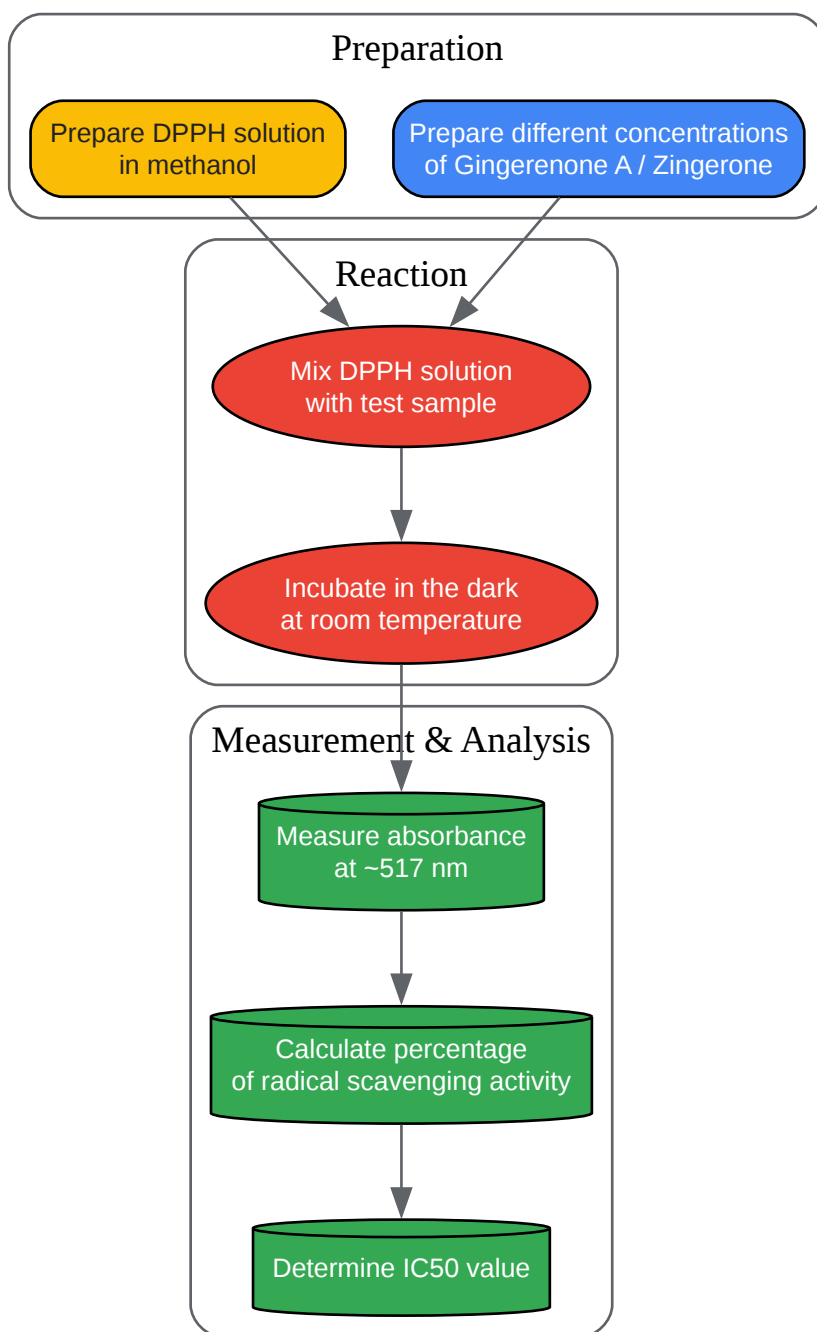 Preparation
Prepare DPPH solution
in methanol
Prepare different concentrations
of Gingerenone A / Zingerone
Reaction
Mix DPPH solution
with test sample
Incubate in the dark
at room temperature
Measurement & Analysis
Measure absorbance
at ~517 nm
Calculate percentage
of radical scavenging activity
Determine IC50 value